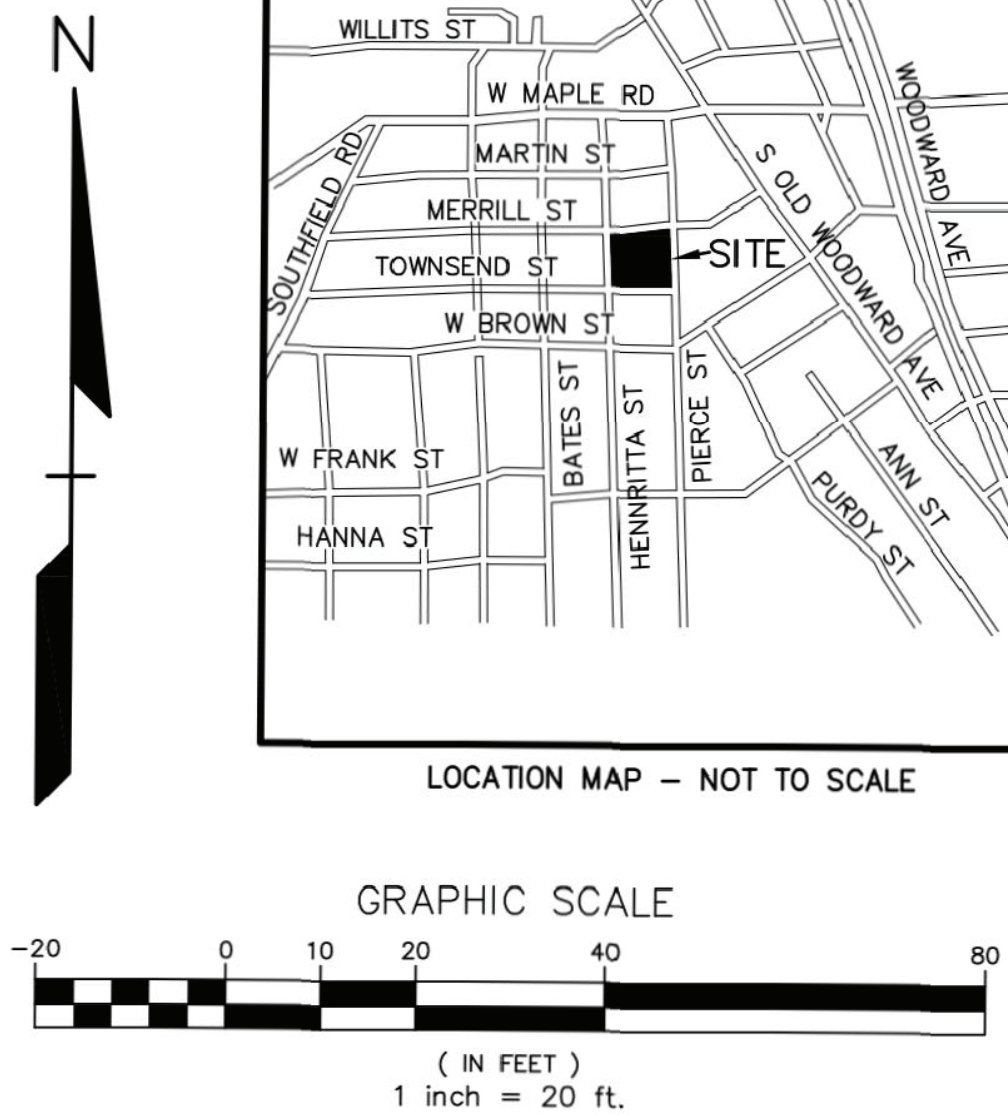 N
WILLITS ST
W MAPLE RD
WOODWARD AVE
MARTIN ST
S OLD WOODWARD AVE
SOUTHFIELD RD
MERRILL ST
SITE
TOWNSEND ST
W BROWN ST
BATES ST
HENNRITTA ST
PIERCE ST
W FRANK ST
ANN ST
PURDY ST
HANNA ST
LOCATION MAP – NOT TO SCALE
GRAPHIC SCALE
-20 0 10 20 40 80
( IN FEET )
1 inch = 20 ft.